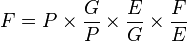 F = P × G/P × E/G × F/E